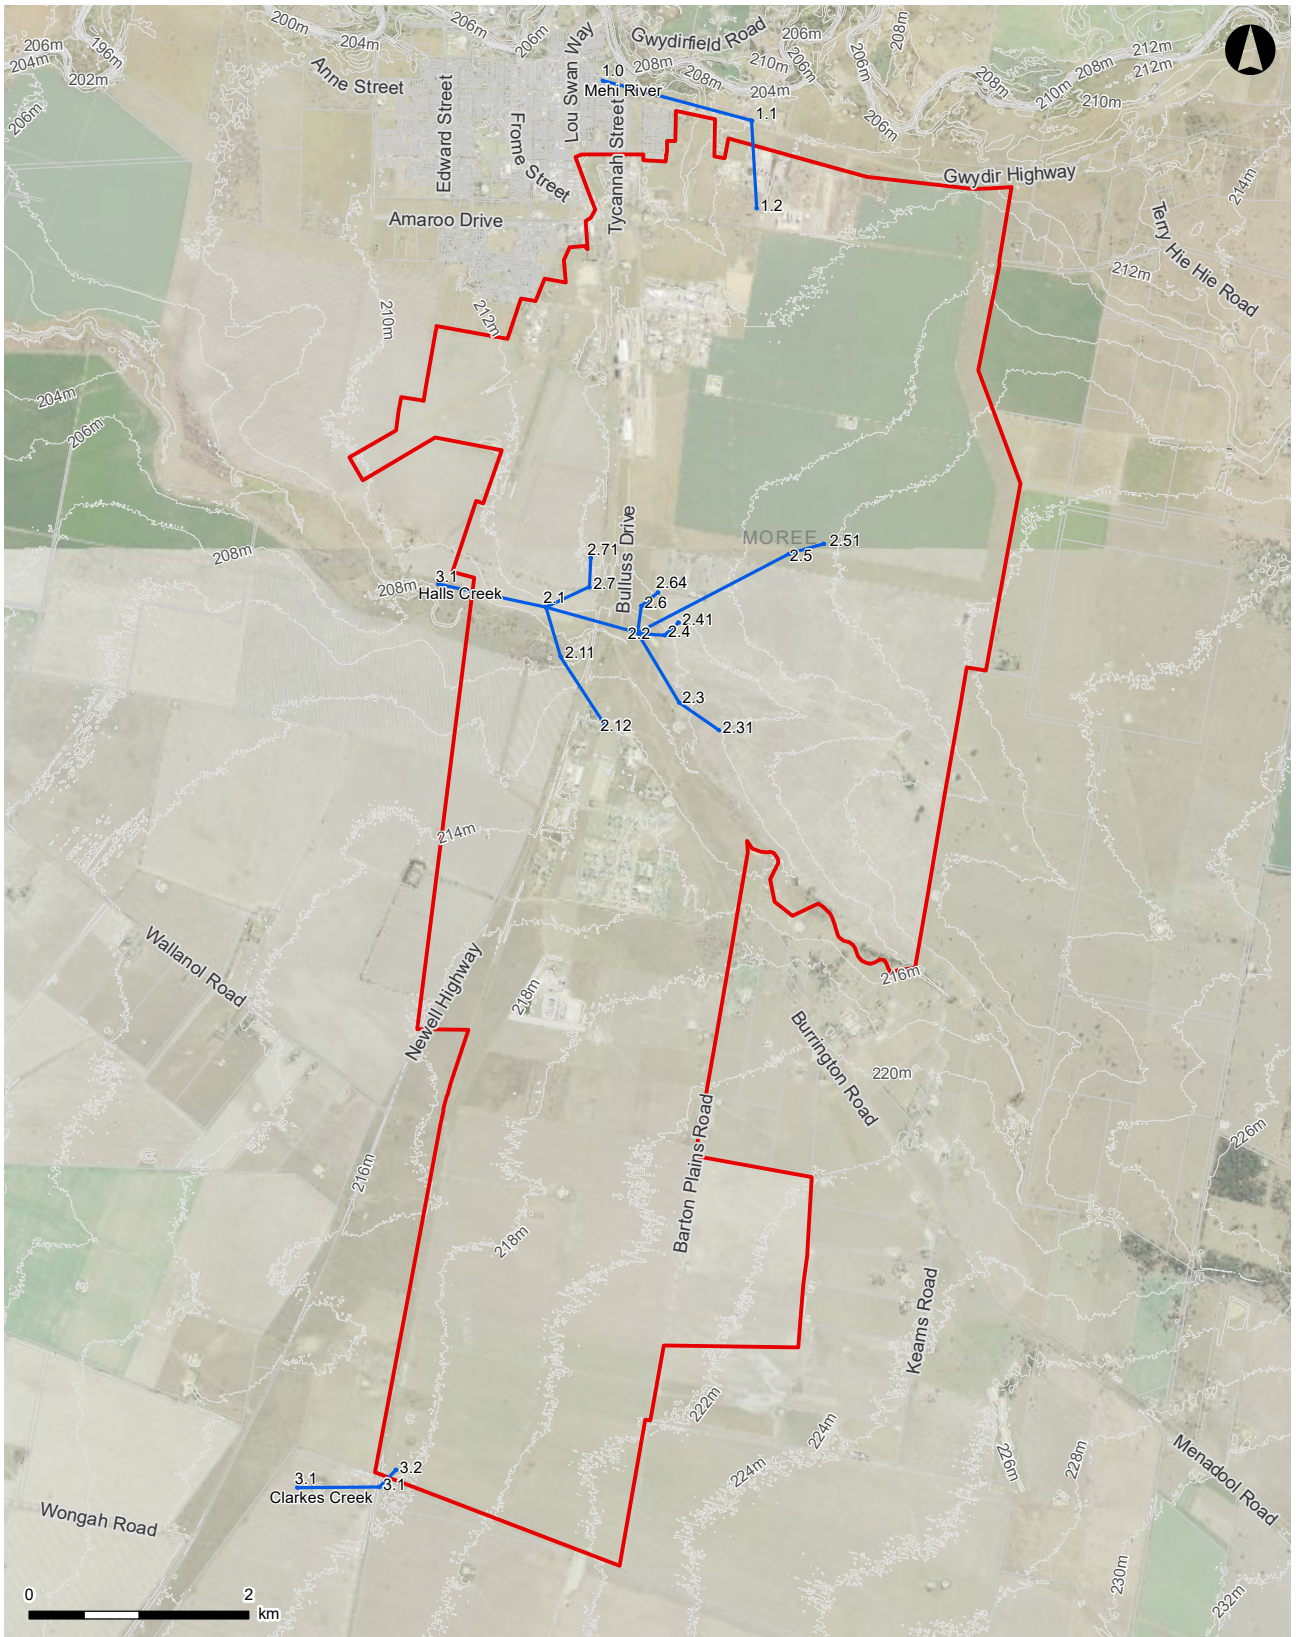 200m
206m
206m
Lou Swan Way
Gwydirfield Road
206m
208m
212m
206m
204m
196m
204m
206m
208m
212m
202m
Anne Street
1.0
208m
210m
206m
208m
208m
Mehi River
204m
210m
210m
206m
Edward Street
Frome Street
Tycannah Street
1.1
206m
Gwydir Highway
214m
1.2
Amaroo Drive
Terry Hie Hie Road
212m
210m
212m
204m
206m
Bulluss Drive
MOREE
2.51
208m
2.71
2.5
3.1
208m
2.7
2.64
Halls Creek
2.1
2.6
2.41
2.2
2.4
2.11
2.3
2.12
2.31
214m
Wallanol Road
Newell Highway
218m
216m
Burrington Road
220m
Barton Plains Road
226m
216m
218m
Keams Road
222m
224m
224m
226m
228m
Menadool Road
3.1
3.2
3.1
Clarkes Creek
Wongah Road
230m
232m
0
2
km